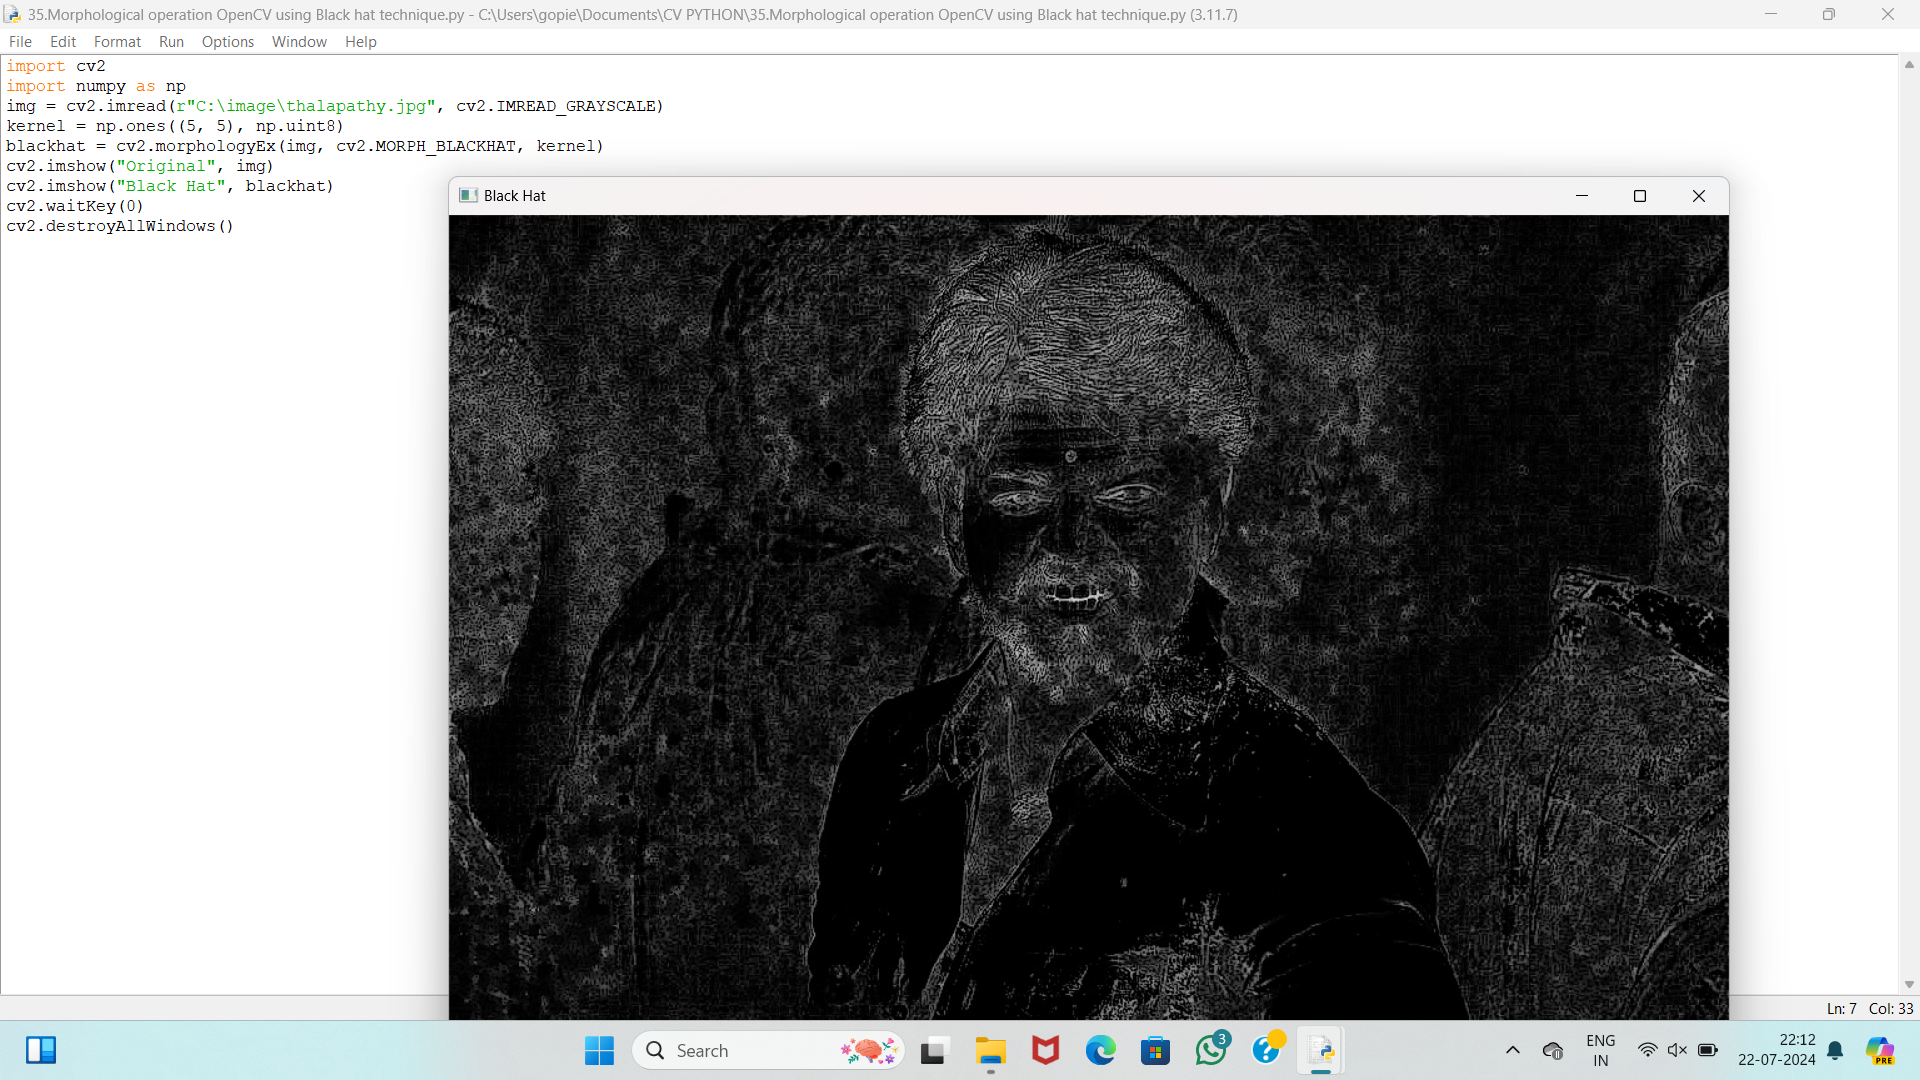 35.Morphological operation OpenCV using Black hat technique.py - C:\Users\gopie\Documents\CV PYTHON\35.Morphological operation OpenCV using Black hat technique.py (3.11.7)
File Edit Format Run Options Window Help
import cv2
import numpy as np
img = cv2.imread(r"C:\image\thalapathy.jpg", cv2.IMREAD_GRAYSCALE)
kernel = np.ones((5, 5), np.uint8)
blackhat = cv2.morphologyEx(img, cv2.MORPH_BLACKHAT, kernel)
cv2.imshow("Original", img)
cv2.imshow("Black Hat", blackhat)
cv2.waitKey(0)
cv2.destroyAllWindows()
Black Hat
Ln: 7 Col: 33
Search
3
ENG
IN
22:12
22-07-2024
PRE